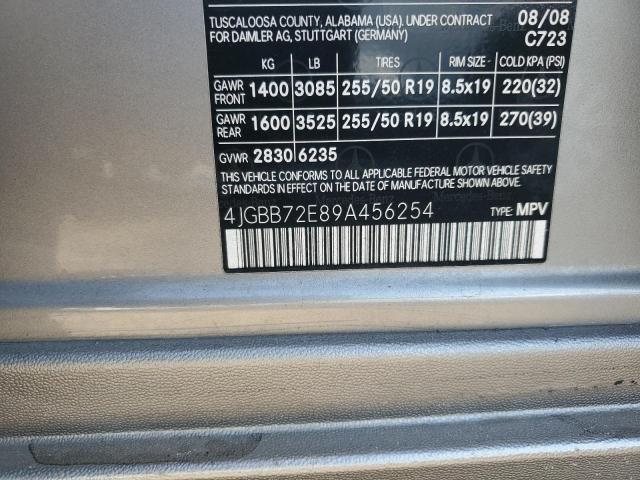 TUSCALOOSA COUNTY, ALABAMA (USA). UNDER CONTRACT 08/08
FOR DAIMLER AG, STUTTGART (GERMANY) C723
KG LB TIRES RIM SIZE COLD KPA (PSI)
GAWR FRONT 1400 3085 255/50 R19 8.5x19 220(32)
GAWR REAR 1600 3525 255/50 R19 8.5x19 270(39)
GVWR 2830 6235
THIS VEHICLE CONFORMS TO ALL APPLICABLE FEDERAL MOTOR VEHICLE SAFETY
STANDARDS IN EFFECT ON THE DATE OF MANUFACTURE SHOWN ABOVE.
4JGBB72E89A456254 TYPE: MPV